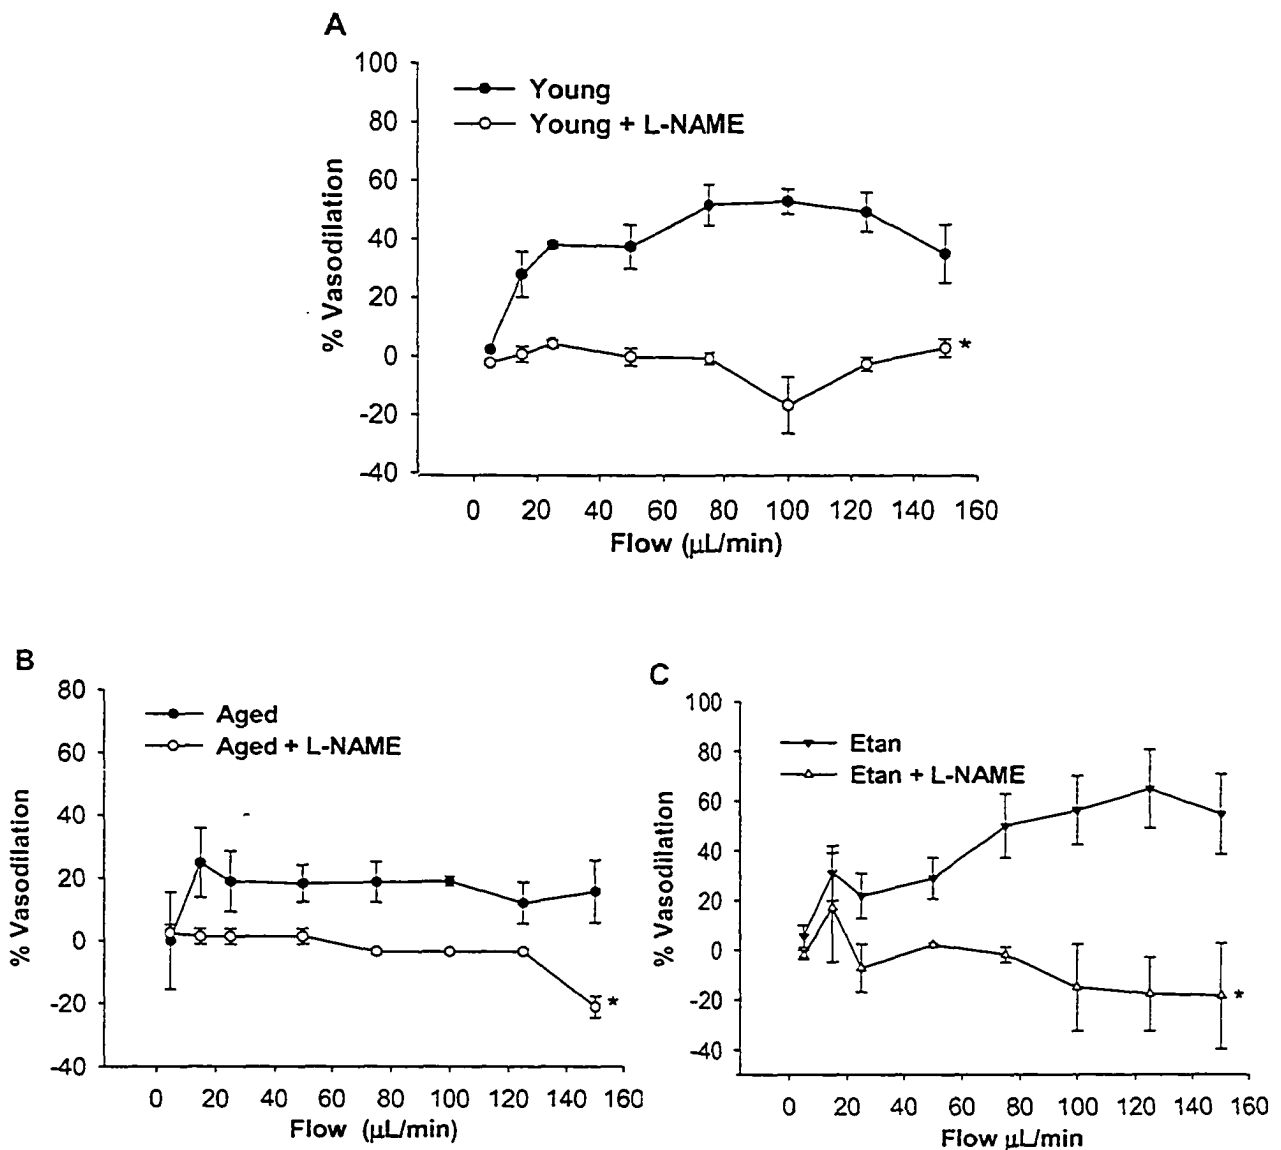 A
100
80
60
40
20
0
-20
-40
% Vasodilation
Young
Young + L-NAME
*
0 20 40 60 80 100 120 140 160
Flow (μL/min)
B
80
60
40
20
0
-20
-40
% Vasodilation
Aged
Aged + L-NAME
*
0 20 40 60 80 100 120 140 160
Flow (μL/min)
C
100
80
60
40
20
0
-20
-40
% Vasodilation
Etan
Etan + L-NAME
*
0 20 40 60 80 100 120 140 160
Flow μL/min